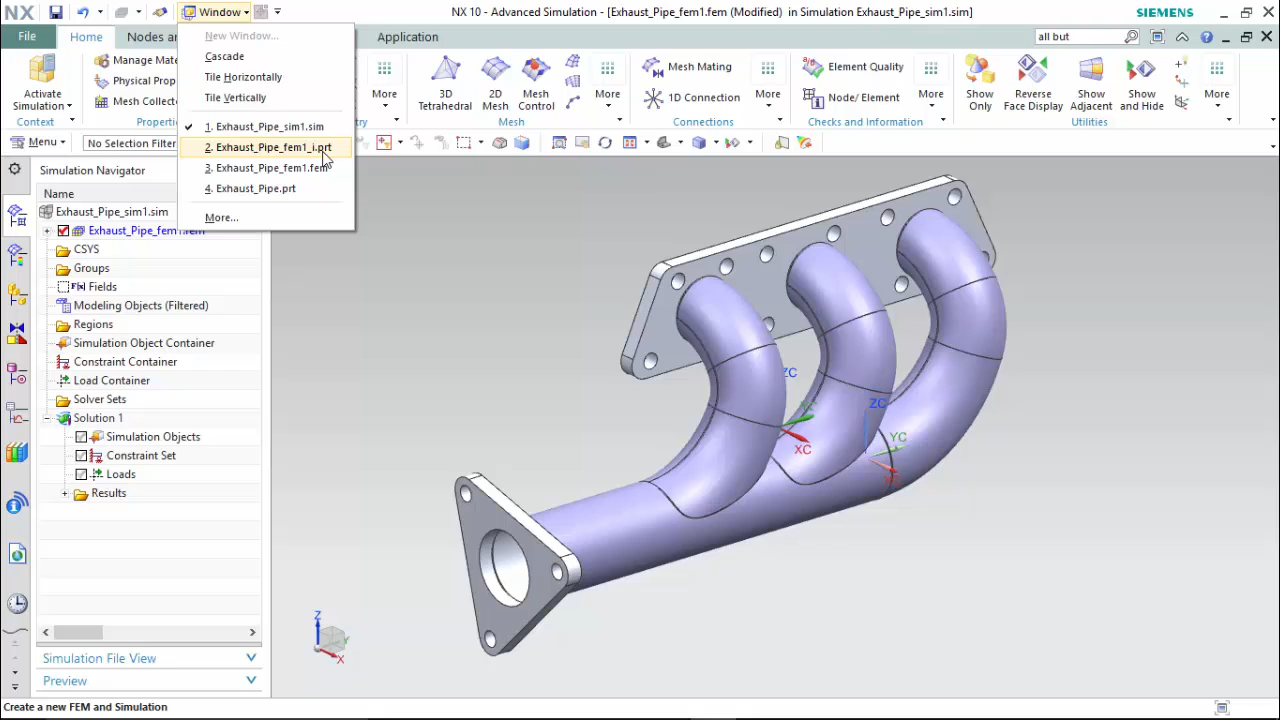 NX
Window
NX 10 - Advanced Simulation - [Exhaust_Pipe_fem1.fem (Modified) in Simulation Exhaust_Pipe_sim1.sim]
SIEMENS
File
Home
Nodes an
Application
all but
New Window...
Cascade
Tile Horizontally
Tile Vertically
1. Exhaust_Pipe_sim1.sim
2. Exhaust_Pipe_fem1_i.prt
3. Exhaust_Pipe_fem1.fem
4. Exhaust_Pipe.prt
More...
Activate
Simulation
Context
Manage Mate
Physical Prop
Mesh Collect
More
3D
Tetrahedral
2D
Mesh
Mesh
Control
More
Mesh
Mesh Mating
1D Connection
More
Connections
Element Quality
Node/ Element
More
Checks and Information
Show
Only
Reverse
Face Display
Show
Adjacent
Show
and Hide
More
Utilities
Menu
No Selection Filter
Simulation Navigator
Name
Exhaust_Pipe_sim1.sim
Exhaust_Pipe_fem1.fem
CSYS
Groups
f(x) Fields
Modeling Objects (Filtered)
Regions
Simulation Object Container
Constraint Container
Load Container
Solver Sets
Solution 1
Simulation Objects
Constraint Set
Loads
Results
Simulation File View
Preview
ZC
XC
ZC
YC
Z
Y
X
Create a new FEM and Simulation